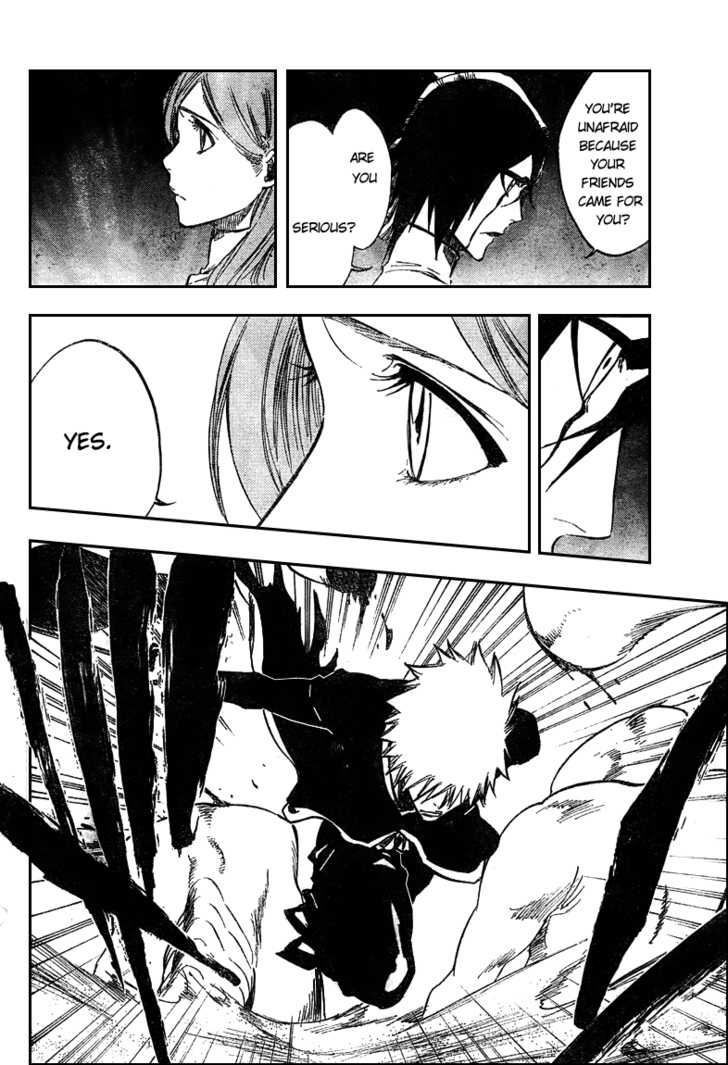 YOU'RE
UNAFRAID
BECAUSE
YOUR
FRIENDS
CAME FOR
YOU?
ARE
YOU
SERIOUS?
YES.